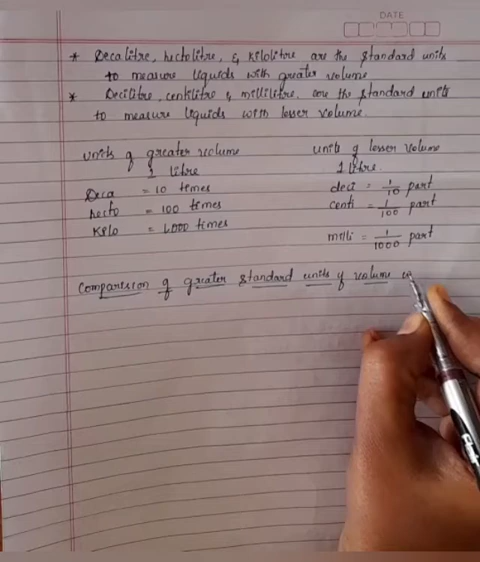 DATE
* Decalitre, hectolitre, & kilolitre are the standard units
to measure liquids with greater volume
* Decilitre, centilitre & millilitre are the standard units
to measure liquids with lesser volume.
units of greater volume
1 litre
Deca = 10 times
hecto = 100 times
Kilo = 1,000 times
units of lesser volume
1 litre.
deci = 1/10 part
centi = 1/100 part
milli = 1/1000 part
Comparision of greater standard units of volume